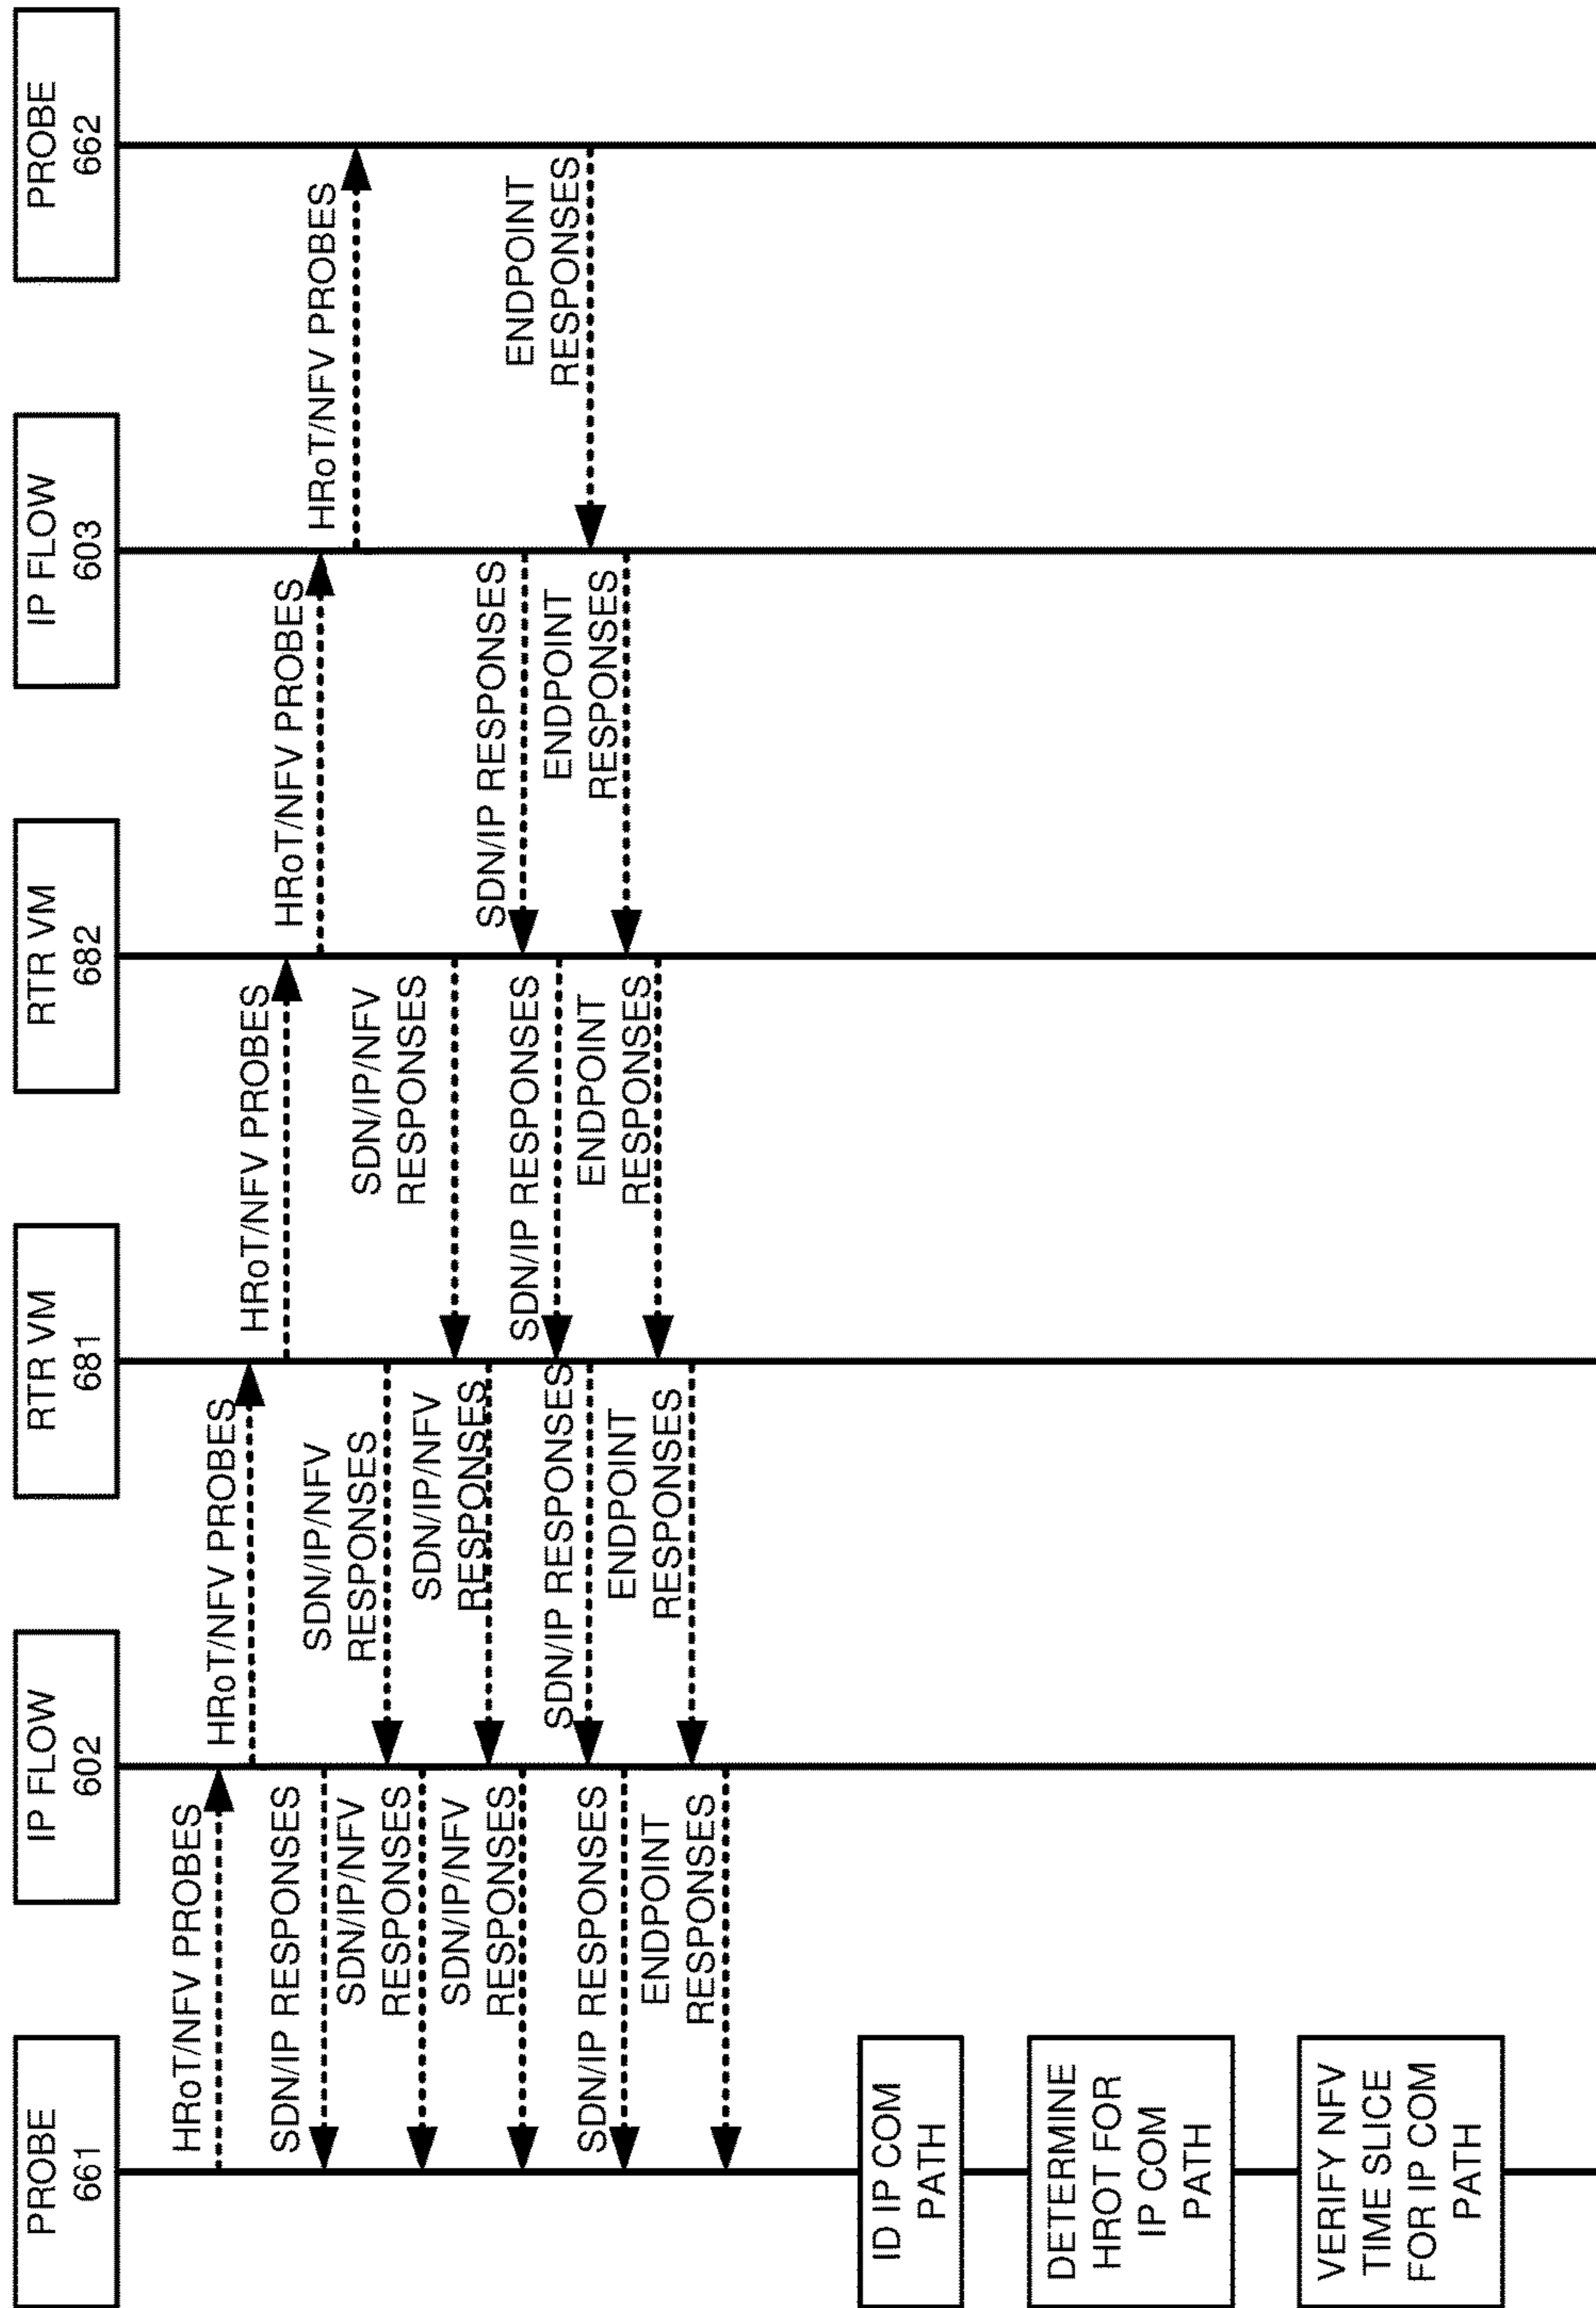 PROBE
661
IP FLOW
602
RTR VM
681
RTR VM
682
IP FLOW
603
PROBE
662
HRoT/NFV PROBES
HRoT/NFV PROBES
HRoT/NFV PROBES
HRoT/NFV PROBES
HRoT/NFV PROBES
SDN/IP RESPONSES
SDN/IP/NFV
RESPONSES
SDN/IP/NFV
RESPONSES
SDN/IP/NFV
RESPONSES
SDN/IP/NFV
RESPONSES
SDN/IP/NFV
RESPONSES
SDN/IP RESPONSES
SDN/IP RESPONSES
SDN/IP RESPONSES
SDN/IP RESPONSES
ENDPOINT
RESPONSES
ENDPOINT
RESPONSES
ENDPOINT
RESPONSES
ENDPOINT
RESPONSES
ENDPOINT
RESPONSES
ID IP COM
PATH
DETERMINE
HROT FOR
IP COM
PATH
VERIFY NFV
TIME SLICE
FOR IP COM
PATH